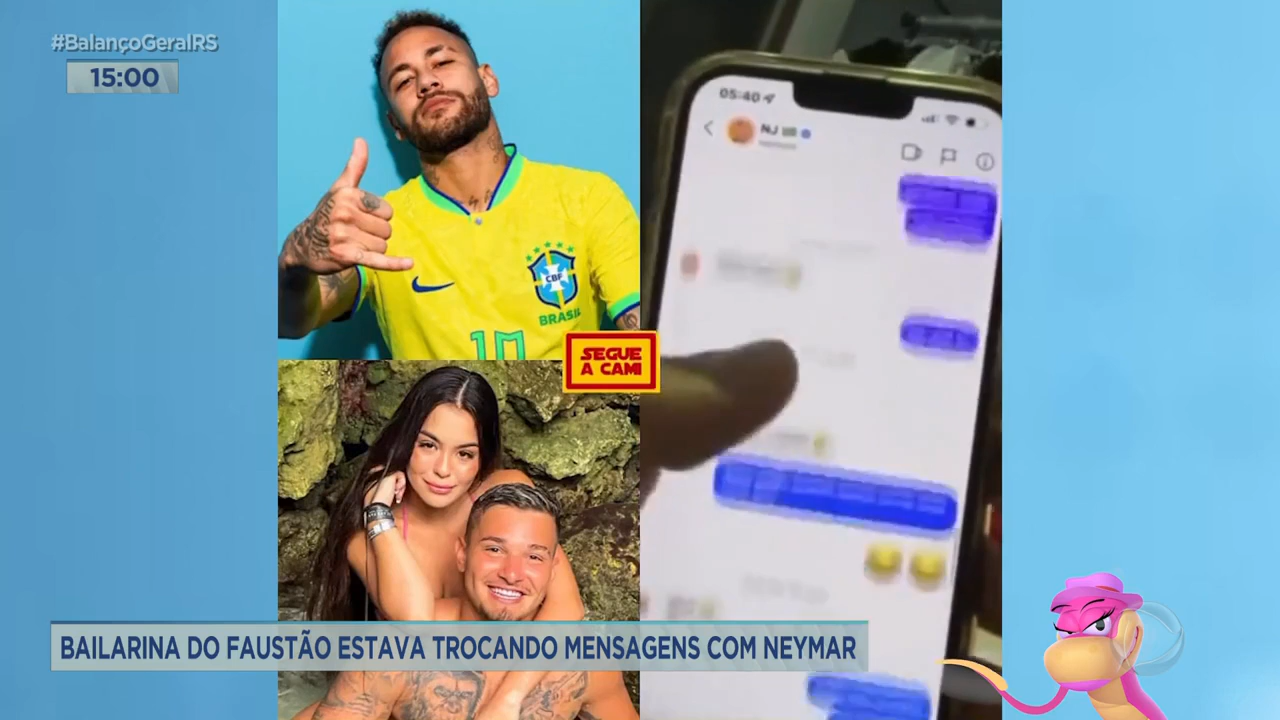 #BalançoGeralRS
15:00
05:40
NJ
CBF
BRASIL
10
SEGUE
A CAMI
BAILARINA DO FAUSTÃO ESTAVA TROCANDO MENSAGENS COM NEYMAR